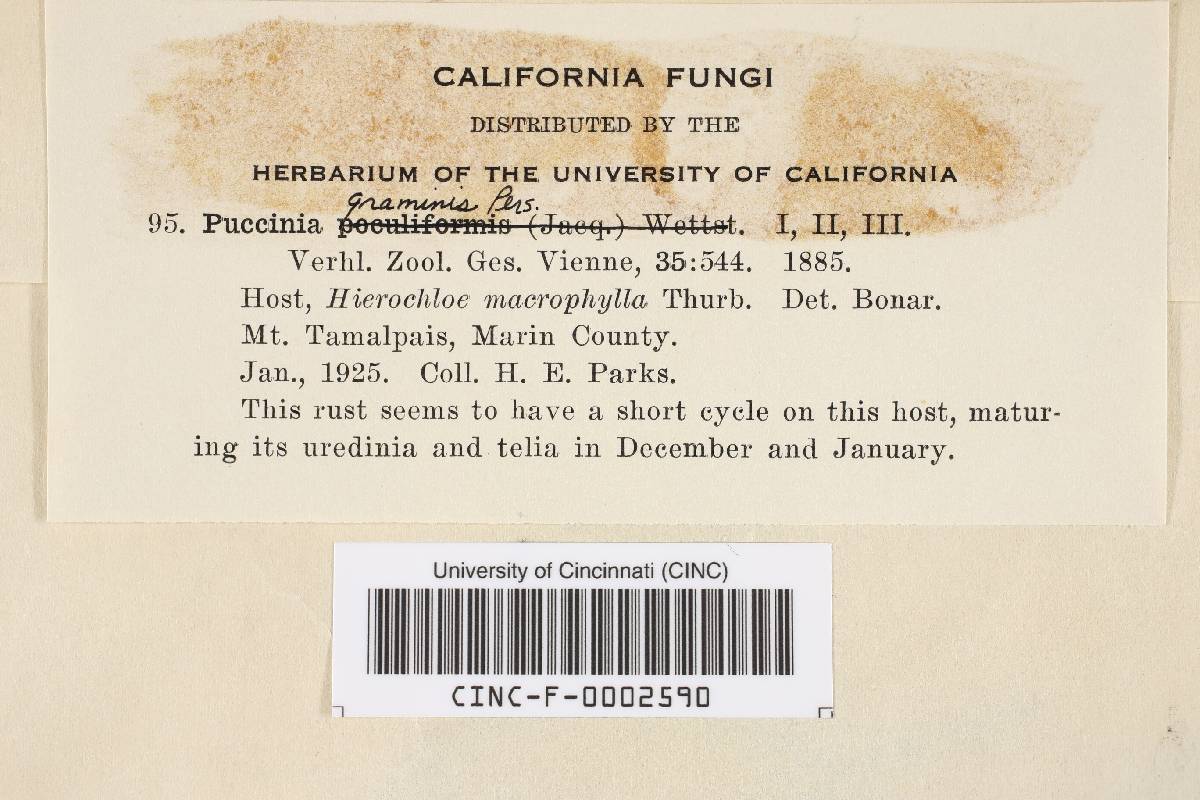 CALIFORNIA FUNGI
DISTRIBUTED BY THE
HERBARIUM OF THE UNIVERSITY OF CALIFORNIA
graminis Pers.
95. Puccinia poculiformis (Jacq.) Wettst. I, II, III.
Verhl. Zool. Ges. Vienne, 35:544. 1885.
Host, Hierochloe macrophylla Thurb. Det. Bonar.
Mt. Tamalpais, Marin County.
Jan., 1925. Coll. H. E. Parks.
This rust seems to have a short cycle on this host, matur-
ing its uredinia and telia in December and January.
University of Cincinnati (CINC)
CINC-F-0002590